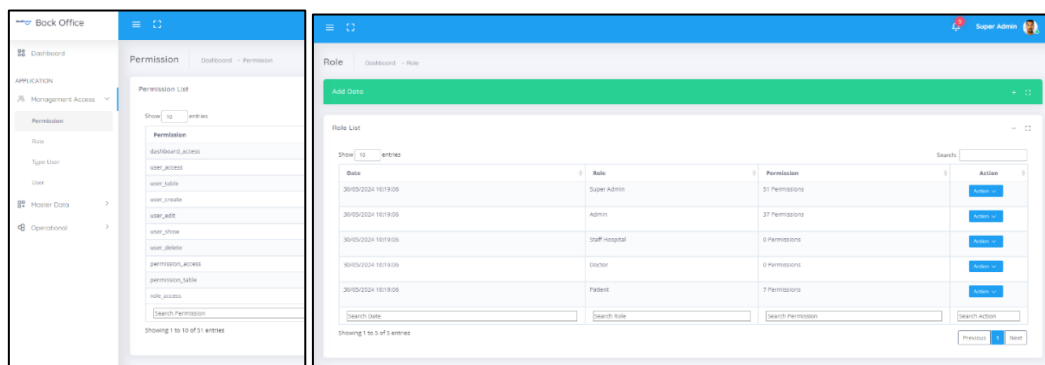 Back Office
Dashboard
APPLICATION
Management Access
Permission
Role
Type User
User
Master Data
Operational
Permission
Dashboard - Permission
Permission List
Show 10 entries
Permission
dashboard_access
user_access
user_table
user_create
user_edit
user_show
user_delete
permission_access
permission_table
role_access
Search Permission
Showing 1 to 10 of 51 entries
5 Super Admin
Role
Dashboard - Role
Add Data
Role List
Show 10 entries Search:
Date Role Permission Action
30/05/2024 10:19:06 Super Admin 51 Permissions Action
30/05/2024 10:19:06 Admin 37 Permissions Action
30/05/2024 10:19:06 Staff Hospital 0 Permissions Action
30/05/2024 10:19:06 Doctor 0 Permissions Action
30/05/2024 10:19:06 Patient 7 Permissions Action
Search Date Search Role Search Permission Search Action
Showing 1 to 5 of 5 entries
Previous 1 Next